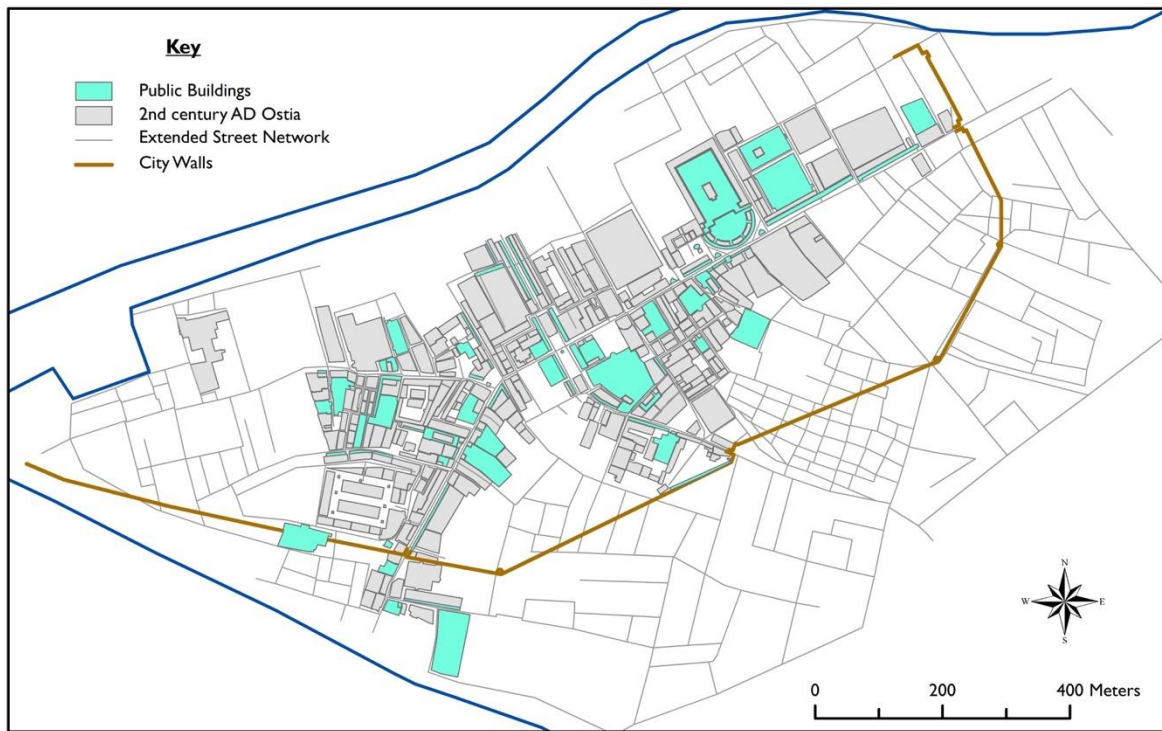 Key
Public Buildings
2nd century AD Ostia
Extended Street Network
City Walls
N
W E
S
0 200 400 Meters